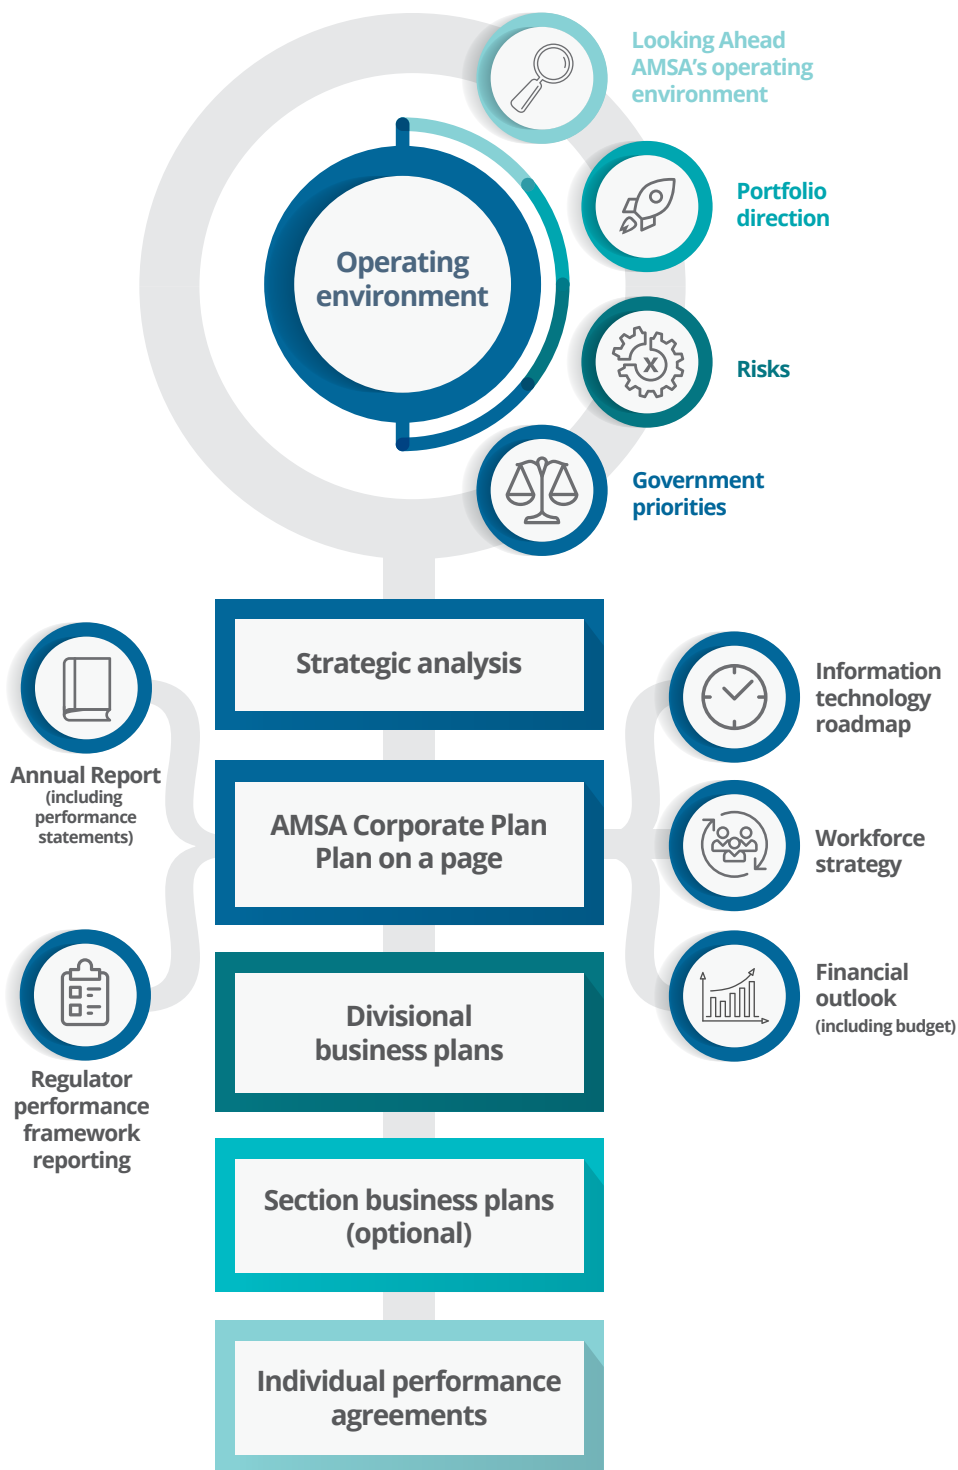 Looking Ahead
AMSA's operating
environment
Portfolio
direction
Operating
environment
Risks
X
Government
priorities
Strategic analysis
Annual Report
(including
performance
statements)
Information
technology
roadmap
AMSA Corporate Plan
Plan on a page
Workforce
strategy
Financial
outlook
(including budget)
Divisional
business plans
Regulator
performance
framework
reporting
Section business plans
(optional)
Individual performance
agreements